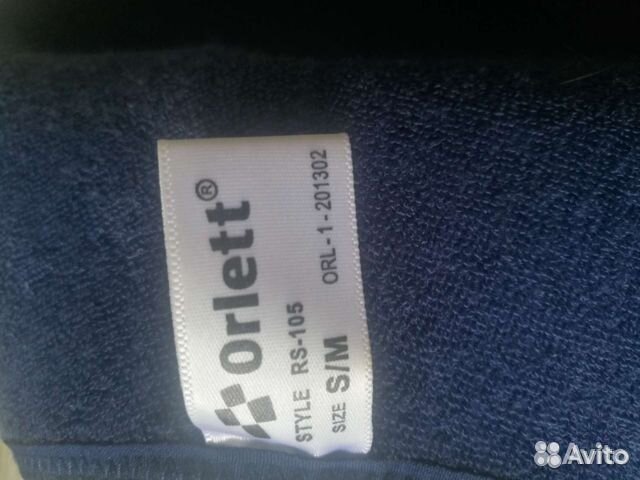 Orlett®
STYLE RS-105
SIZE S/M ORL-1-201302
Avito